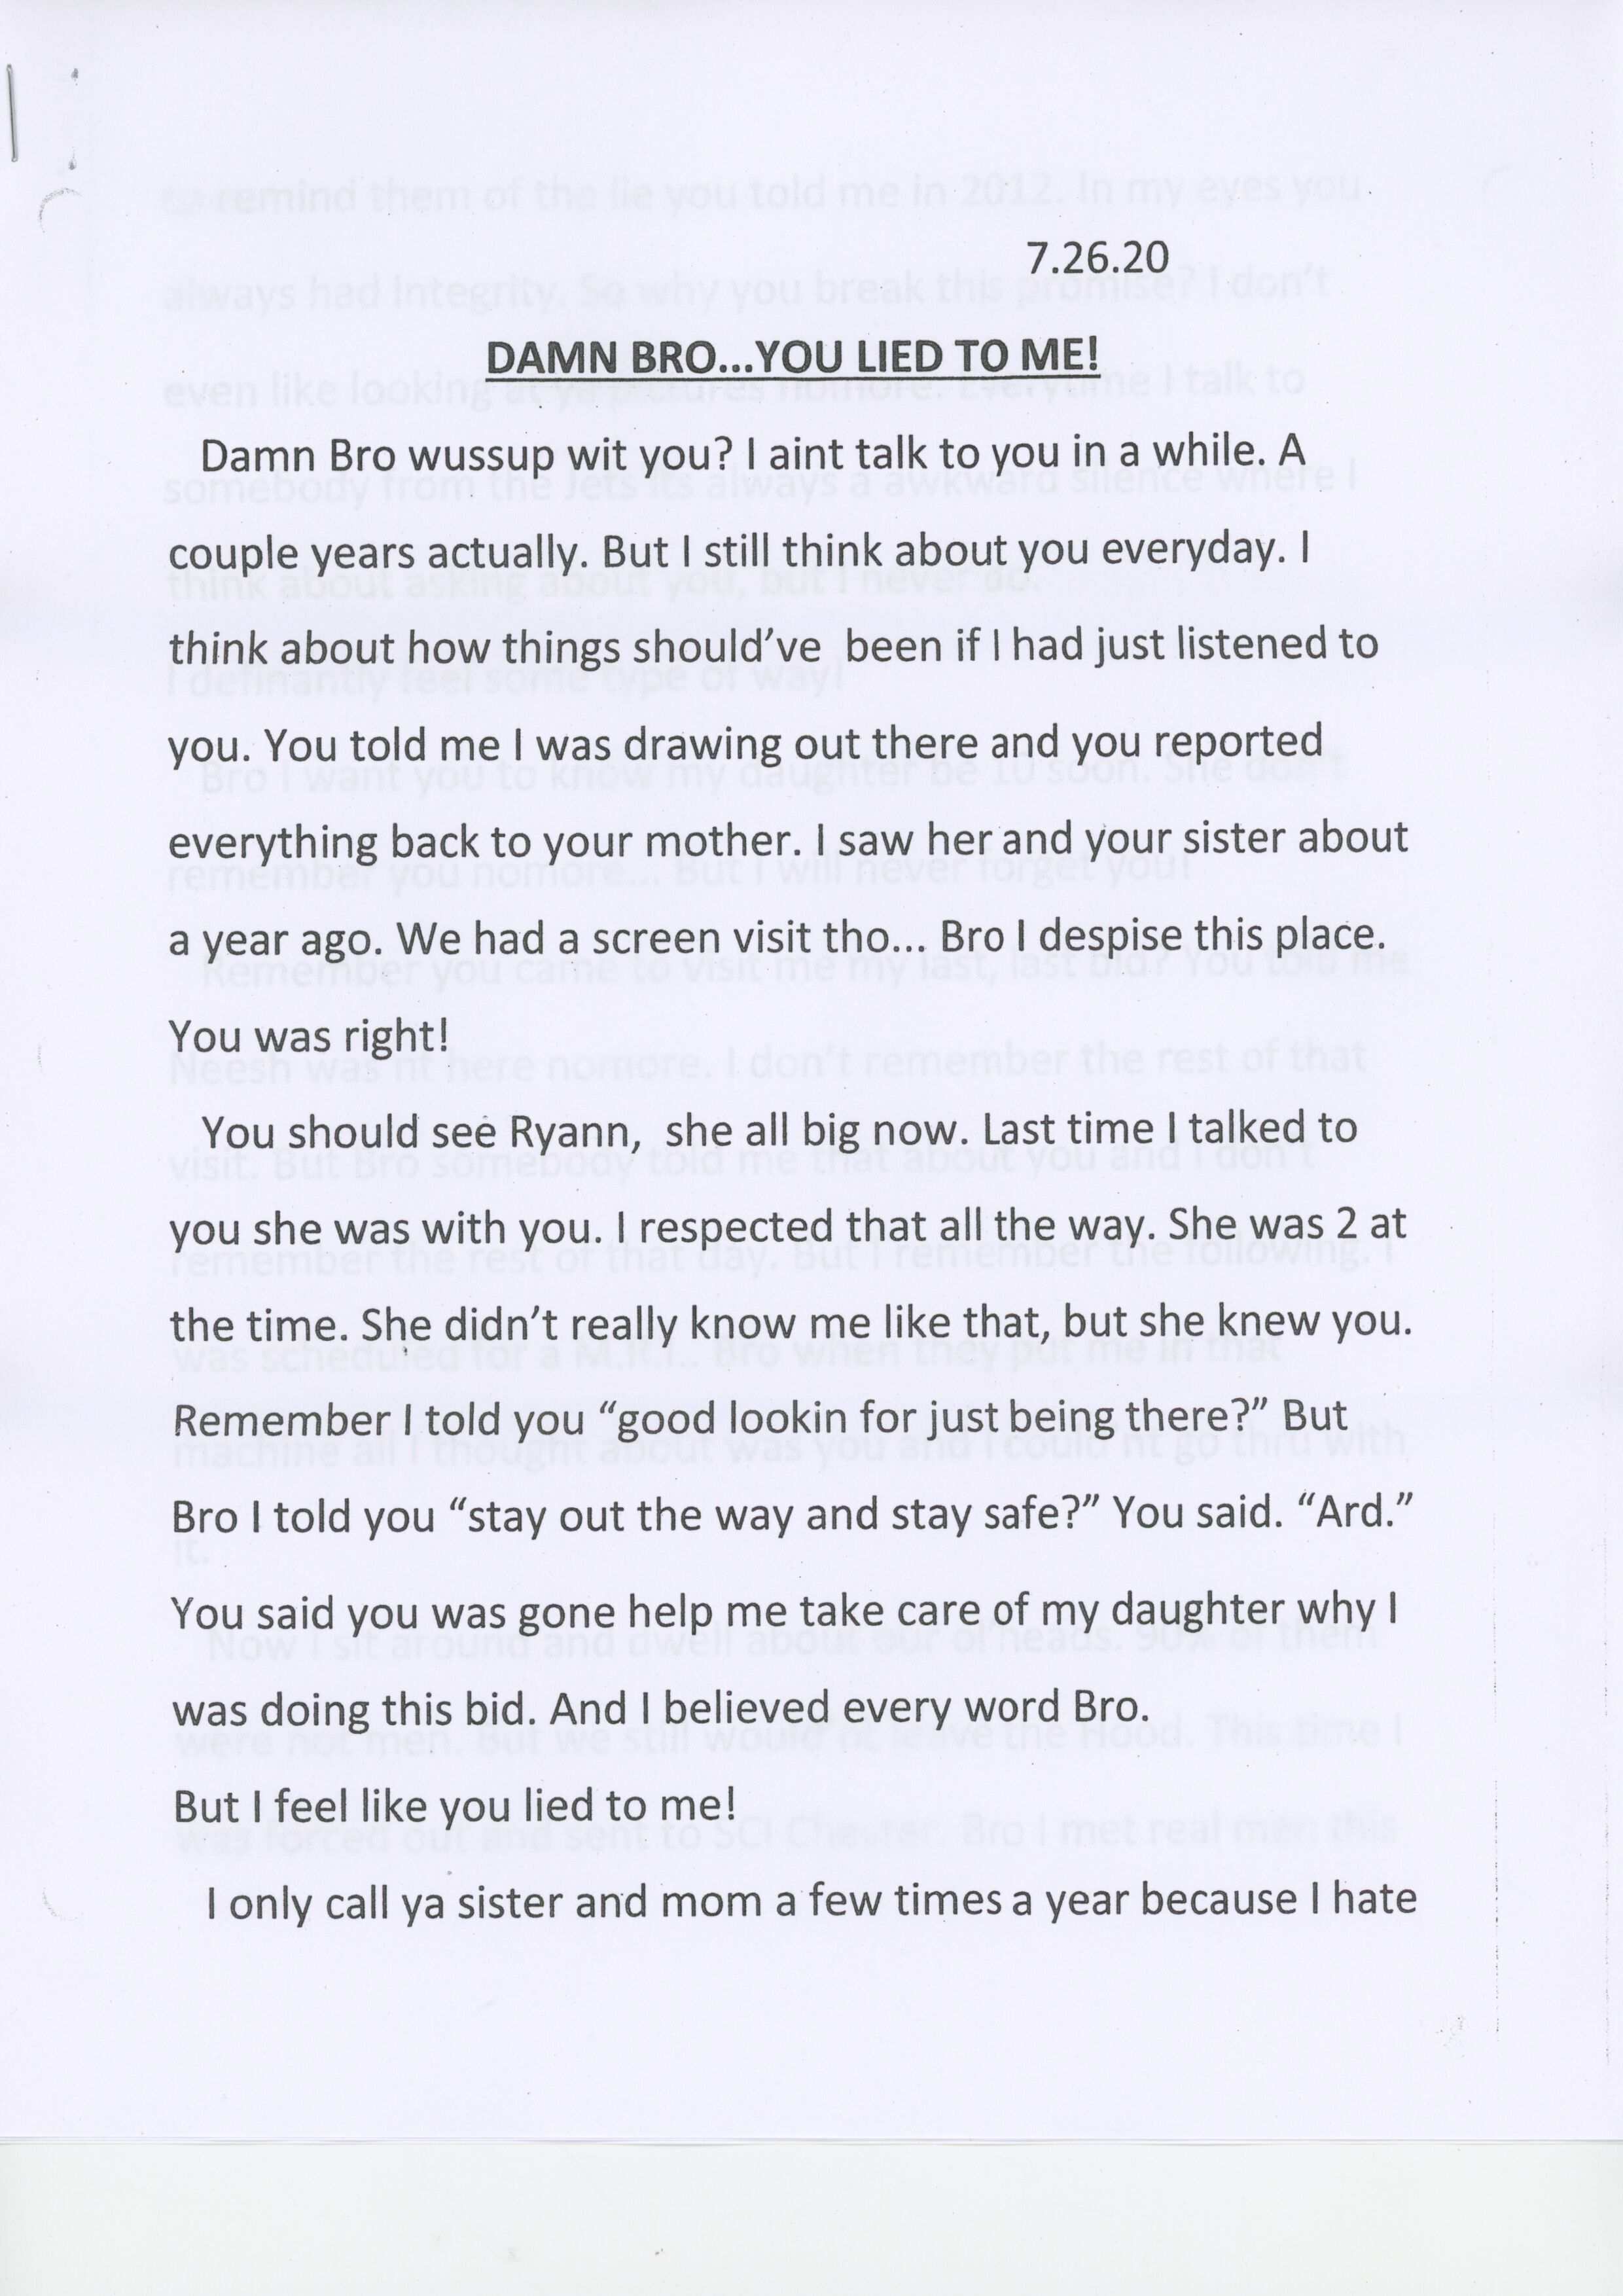 7.26.20
DAMN BRO...YOU LIED TO ME!
Damn Bro wussup wit you? I aint talk to you in a while. A
couple years actually. But I still think about you everyday. I
think about how things should’ve  been if I had just listened to
you. You told me I was drawing out there and you reported
everything back to your mother. I saw her and your sister about
a year ago. We had a screen visit tho... Bro I despise this place.
You was right!
You should see Ryann,  she all big now. Last time I talked to
you she was with you. I respected that all the way. She was 2 at
the time. She didn’t really know me like that, but she knew you.
Remember I told you “good lookin for just being there?” But
Bro I told you “stay out the way and stay safe?” You said. “Ard.”
You said you was gone help me take care of my daughter why I
was doing this bid. And I believed every word Bro.
But I feel like you lied to me!
I only call ya sister and mom a few times a year because I hate